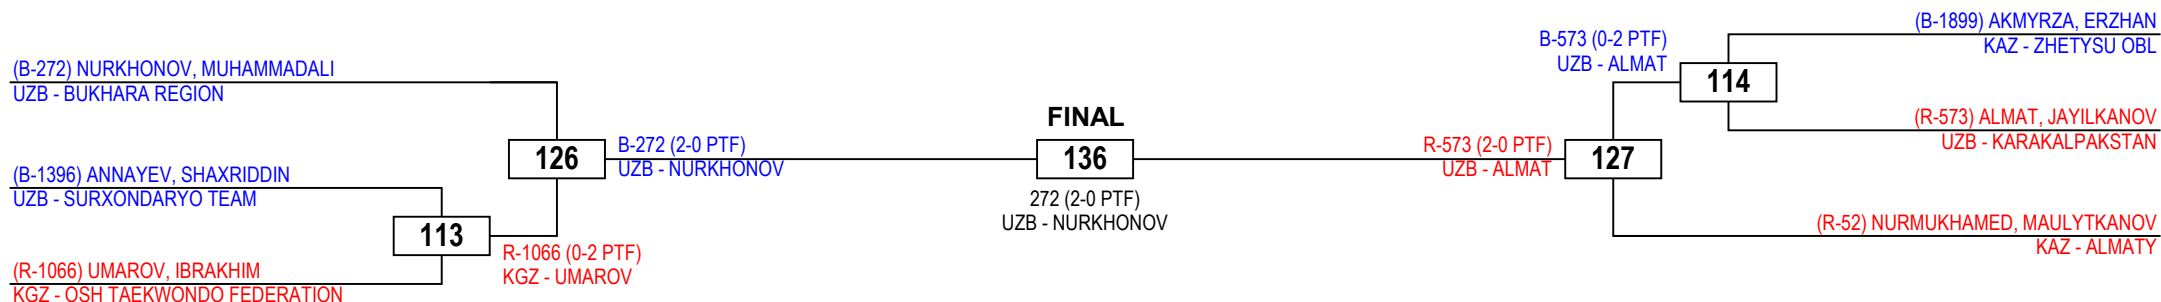 (B-272) NURKHONOV, MUHAMMADALI
UZB - BUKHARA REGION
(B-1396) ANNAYEV, SHAXRIDDIN
UZB - SURXONDARYO TEAM
(R-1066) UMAROV, IBRAKHIM
KGZ - OSH TAEKWONDO FEDERATION
113
R-1066 (0-2 PTF)
KGZ - UMAROV
126
B-272 (2-0 PTF)
UZB - NURKHONOV
FINAL
136
272 (2-0 PTF)
UZB - NURKHONOV
R-573 (2-0 PTF)
UZB - ALMAT
127
B-573 (0-2 PTF)
UZB - ALMAT
114
(B-1899) AKMYRZA, ERZHAN
KAZ - ZHETYSU OBL
(R-573) ALMAT, JAYILKANOV
UZB - KARAKALPAKSTAN
(R-52) NURMUKHAMED, MAULYTKANOV
KAZ - ALMATY